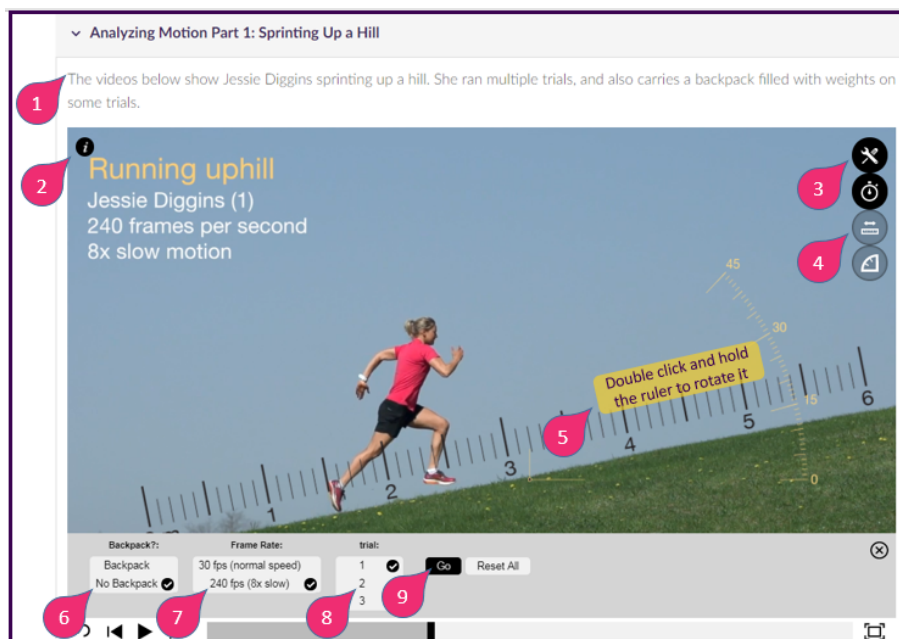 Analyzing Motion Part 1: Sprinting Up a Hill
The videos below show Jessie Diggins sprinting up a hill. She ran multiple trials, and also carries a backpack filled with weights on
some trials.
1
i
2
Running uphill
Jessie Diggins (1)
240 frames per second
8x slow motion
3
4
45
30
15
0
Double click and hold
the ruler to rotate it
5
1
2
3
4
5
6
Backpack?:
Frame Rate:
trial:
Backpack
No Backpack
30 fps (normal speed)
240 fps (8x slow)
1
2
3
Go
Reset All
6
7
8
9